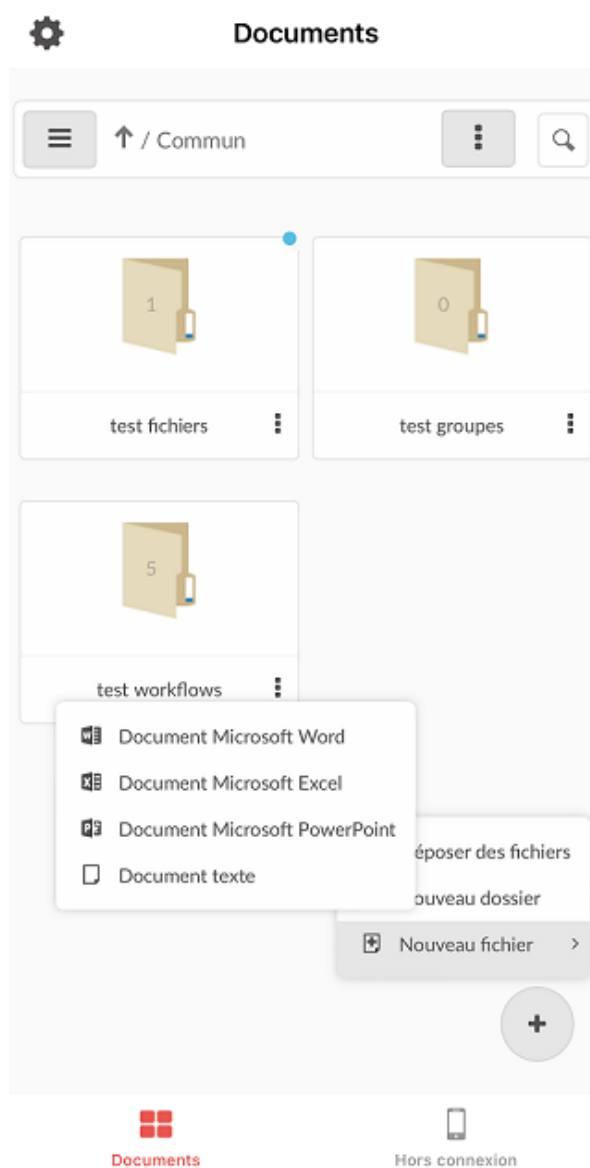 Documents
/ Commun
1
0
test fichiers
test groupes
5
test workflows
Document Microsoft Word
Document Microsoft Excel
Document Microsoft PowerPoint
époser des fichiers
Document texte
ouveau dossier
Nouveau fichier
Documents
Hors connexion